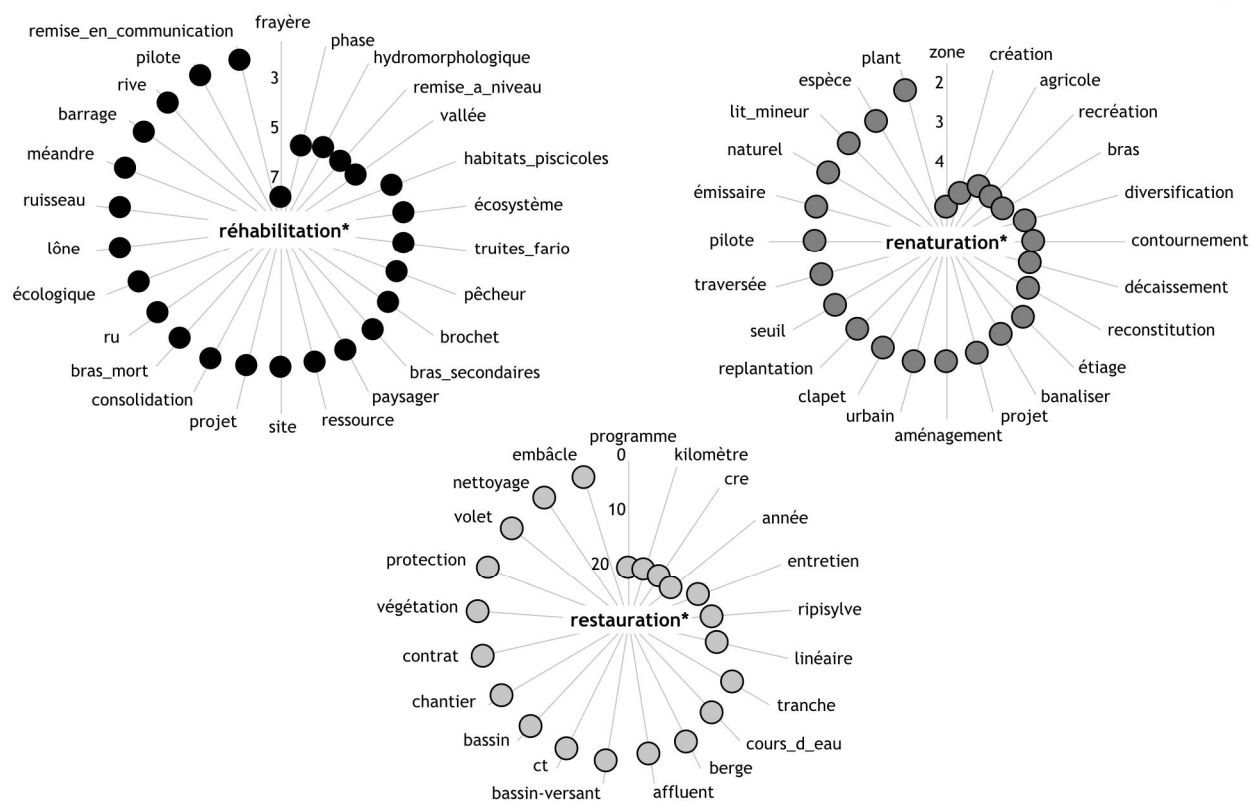 frayère
phase
hydromorphologique
remise_a_niveau
vallée
habitats_piscicoles
écosystème
truites_fario
pêcheur
brochet
bras_secondaires
paysager
ressource
site
projet
consolidation
bras_mort
ru
écologique
lône
ruisseau
méandre
barrage
rive
pilote
remise_en_communication
3
5
7
réhabilitation*
zone
création
agricole
recréation
bras
diversification
contournement
décaissement
reconstitution
étiage
banaliser
projet
aménagement
urbain
clapet
replantation
seuil
traversée
pilote
émissaire
naturel
lit_mineur
espèce
plant
2
3
4
renaturation*
programme
kilomètre
cre
année
entretien
ripisylve
linéaire
tranche
cours_d_eau
berge
affluent
bassin-versant
ct
bassin
chantier
contrat
végétation
protection
volet
nettoyage
embâcle
0
10
20
restauration*